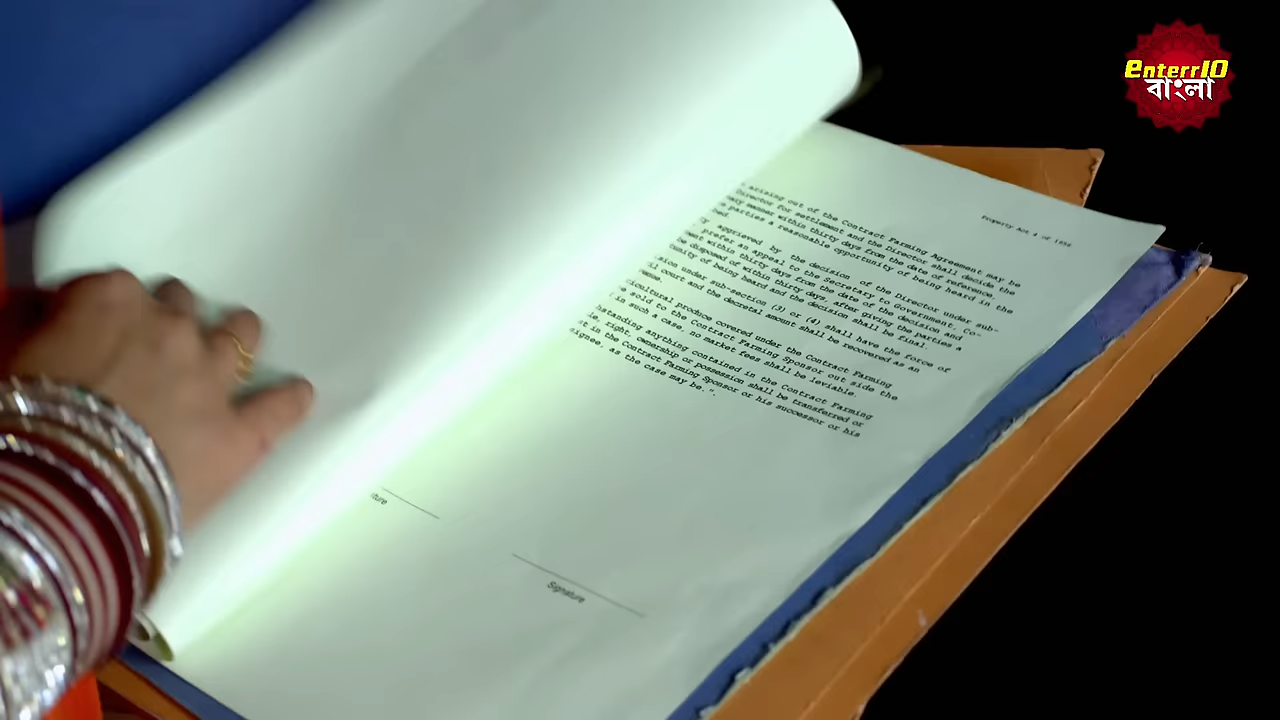 enterr10
বাংলা
Property Act 4 of 1956
arising out of the Contract Farming Agreement may be
Director for settlement and the Director shall decide the
manner within thirty days from the date of reference,
parties a reasonable opportunity of being heard in the
aggrieved by the decision of the Director under sub-
prefer an appeal to the Secretary to Government. Co-
within thirty days from the date of the decision and
disposed of within thirty days, after giving the parties a
of being heard and the decision shall be final.
under sub-section (3) or (4) shall have the force of
and the decretal amount shall be recovered as an
produce covered under the Contract Farming
sold to the Contract Farming Sponsor out side the
in such a case, no market fees shall be leviable.
anything contained in the Contract Farming
right, ownership or possession shall be transferred or
in the Contract Farming Sponsor or his successor or his
as the case may be.".
Signature